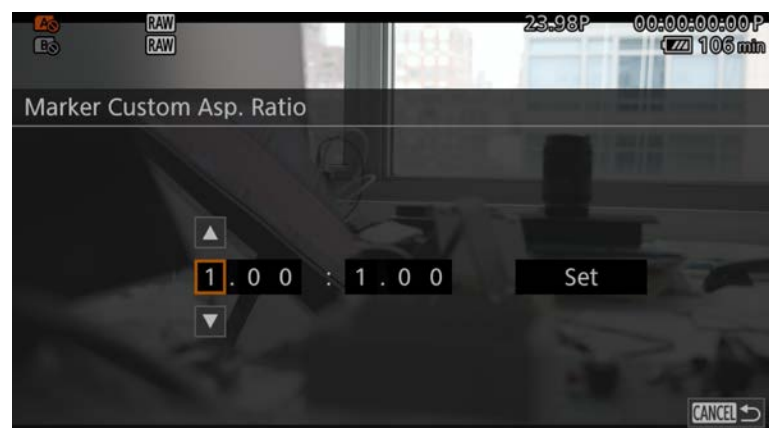 A RAW 23.98P 00:00:00:00 P
B RAW 106 min
Marker Custom Asp. Ratio
1.00 : 1.00 Set
CANCEL